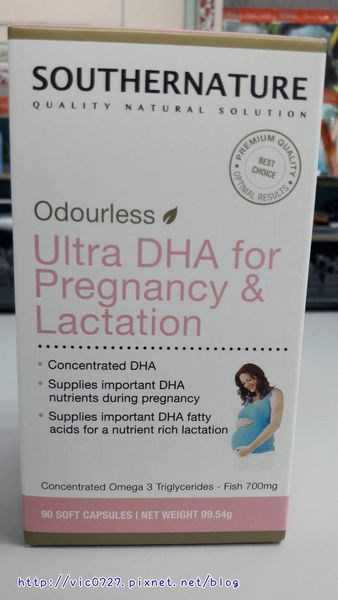 SOUTHERNATURE
QUALITY NATURAL SOLUTION
PREMIUM QUALITY
BEST
CHOICE
OPTIMAL RESULTS
Odourless
Ultra DHA for
Pregnancy &
Lactation
• Concentrated DHA
• Supplies important DHA
nutrients during pregnancy
• Supplies important DHA fatty
acids for a nutrient rich lactation
Concentrated Omega 3 Triglycerides - Fish 700mg
90 SOFT CAPSULES | NET WEIGHT 99.54g
http://vic0727.pixnet.net/blog